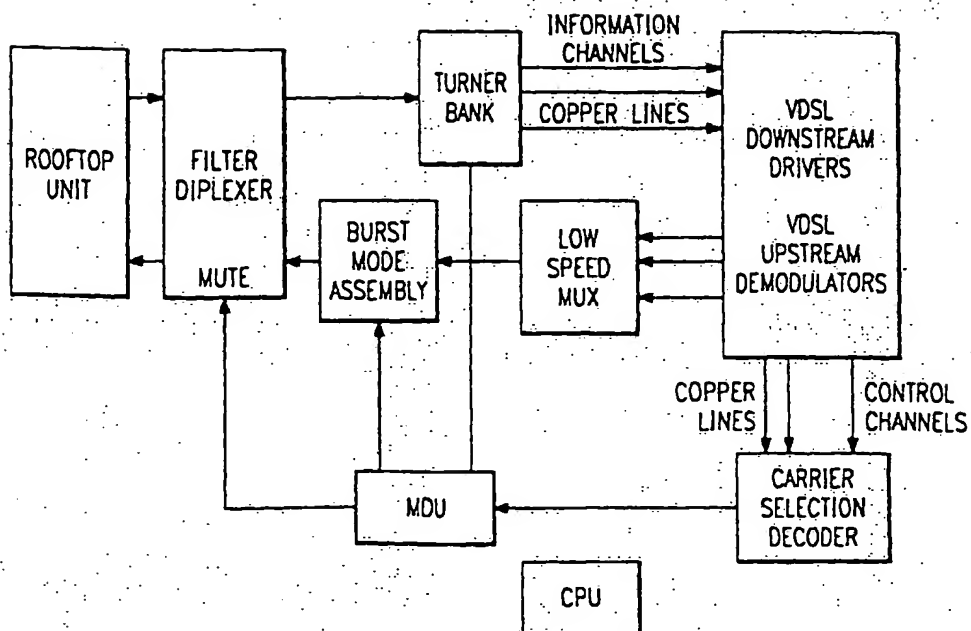 INFORMATION
CHANNELS
TURNER
BANK
COPPER LINES
ROOFTOP
UNIT
FILTER
DIPLEXER
MUTE
BURST
MODE
ASSEMBLY
LOW
SPEED
MUX
VDSL
DOWNSTREAM
DRIVERS
VDSL
UPSTREAM
DEMODULATORS
COPPER
LINES
CONTROL
CHANNELS
MDU
CARRIER
SELECTION
DECODER
CPU